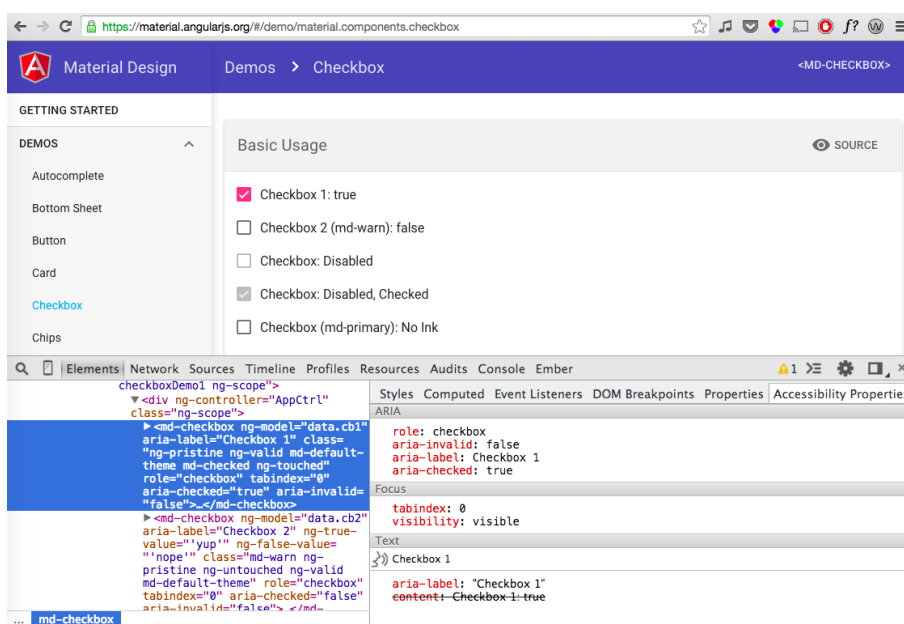 https://material.angularjs.org/#/demo/material.components.checkbox
f?
Material Design
Demos > Checkbox
<MD-CHECKBOX>
GETTING STARTED
DEMOS
Autocomplete
Bottom Sheet
Button
Card
Checkbox
Chips
Basic Usage
SOURCE
Checkbox 1: true
Checkbox 2 (md-warn): false
Checkbox: Disabled
Checkbox: Disabled, Checked
Checkbox (md-primary): No Ink
Elements Network Sources Timeline Profiles Resources Audits Console Ember
1
checkboxDemo1 ng-scope">
▼<div ng-controller="AppCtrl"
class="ng-scope">
▶<md-checkbox ng-model="data.cb1"
aria-label="Checkbox 1" class=
"ng-pristine ng-valid md-default-
theme md-checked ng-touched"
role="checkbox" tabindex="0"
aria-checked="true" aria-invalid=
"false">…</md-checkbox>
▶<md-checkbox ng-model="data.cb2"
aria-label="Checkbox 2" ng-true-
value="'yup'" ng-false-value=
"'nope'" class="md-warn ng-
pristine ng-untouched ng-valid
md-default-theme" role="checkbox"
tabindex="0" aria-checked="false"
aria-invalid="false">…</md-
... md-checkbox
Styles Computed Event Listeners DOM Breakpoints Properties Accessibility Propertie
ARIA
role: checkbox
aria-invalid: false
aria-label: Checkbox 1
aria-checked: true
Focus
tabindex: 0
visibility: visible
Text
Checkbox 1
aria-label: "Checkbox 1"
content: Checkbox 1: true